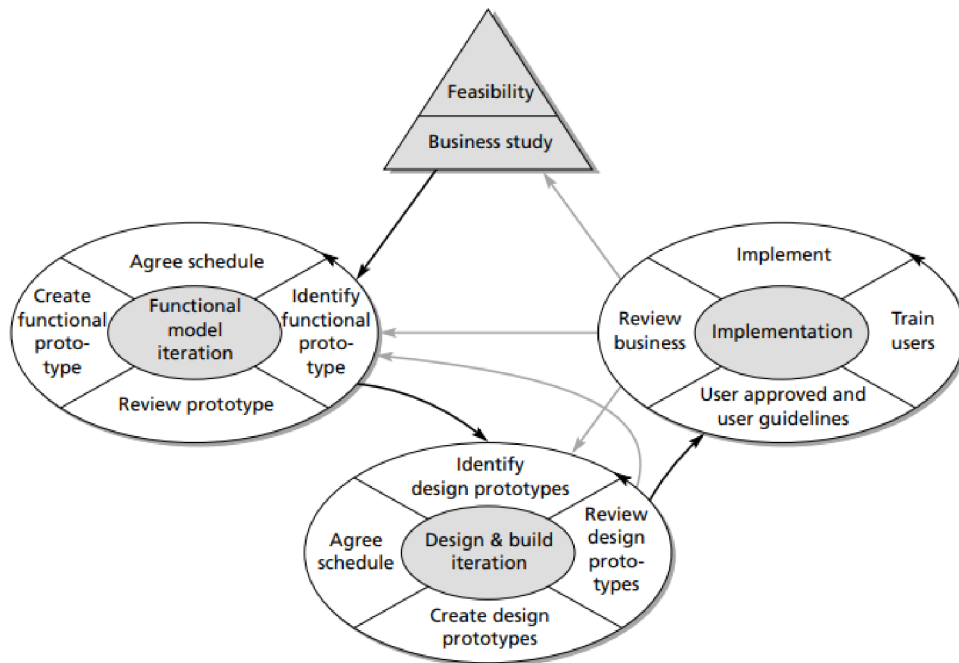 Feasibility
Business study
Agree schedule
Create
functional
proto-
type
Functional
model
iteration
Identify
functional
proto-
type
Review prototype
Implement
Review
business
Implementation
Train
users
User approved and
user guidelines
Identify
design prototypes
Agree
schedule
Design & build
iteration
Review
design
proto-
types
Create design
prototypes